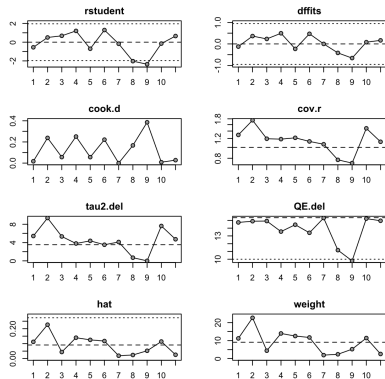 rstudent
2
0
-2
1 2 3 4 5 6 7 8 9 10
dffits
1.0
0.0
-1.0
1 2 3 4 5 6 7 8 9 10
cook.d
0.4
0.2
0.0
1 2 3 4 5 6 7 8 9 10
cov.r
1.8
1.2
0.8
1 2 3 4 5 6 7 8 9 10
tau2.del
8
4
0
1 2 3 4 5 6 7 8 9 10
QE.del
13
10
1 2 3 4 5 6 7 8 9 10
hat
0.20
0.00
1 2 3 4 5 6 7 8 9 10
weight
20
10
0
1 2 3 4 5 6 7 8 9 10